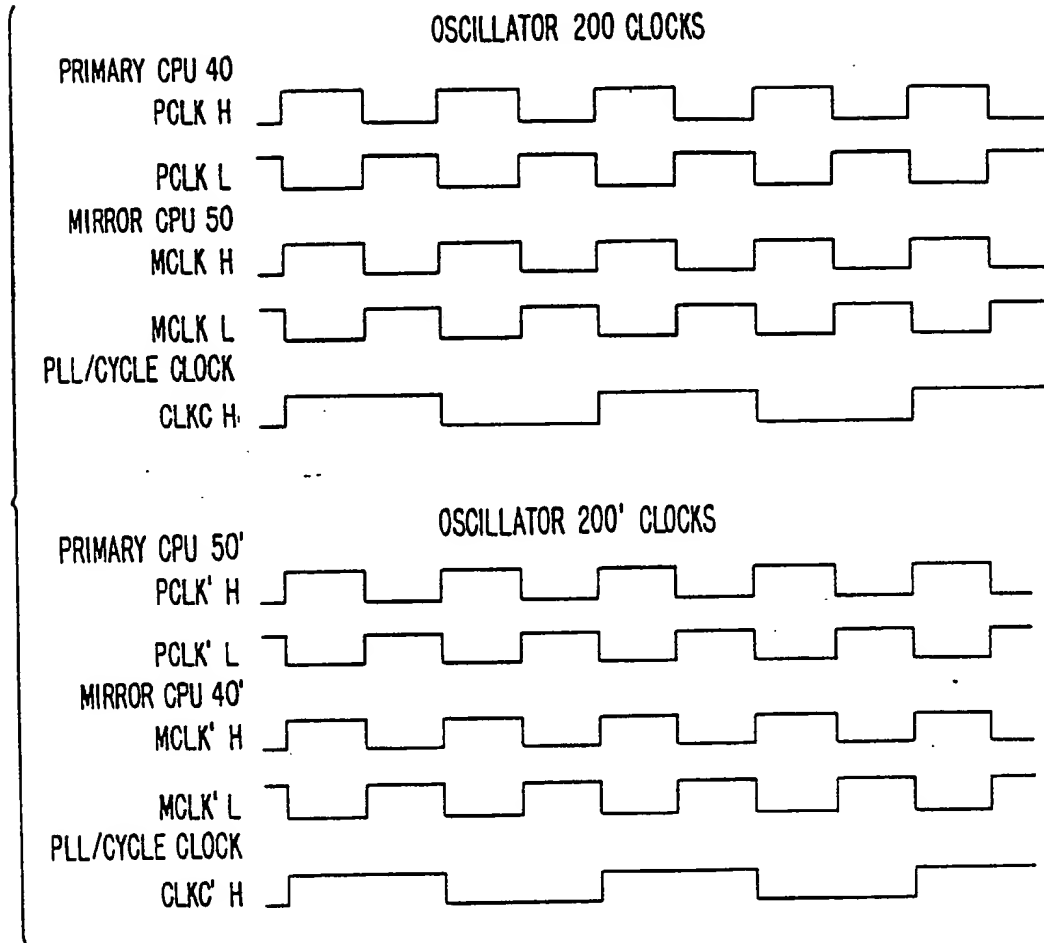 OSCILLATOR 200 CLOCKS
PRIMARY CPU 40
PCLK H
PCLK L
MIRROR CPU 50
MCLK H
MCLK L
PLL/CYCLE CLOCK
CLKC H
OSCILLATOR 200' CLOCKS
PRIMARY CPU 50'
PCLK' H
PCLK' L
MIRROR CPU 40'
MCLK' H
MCLK' L
PLL/CYCLE CLOCK
CLKC' H